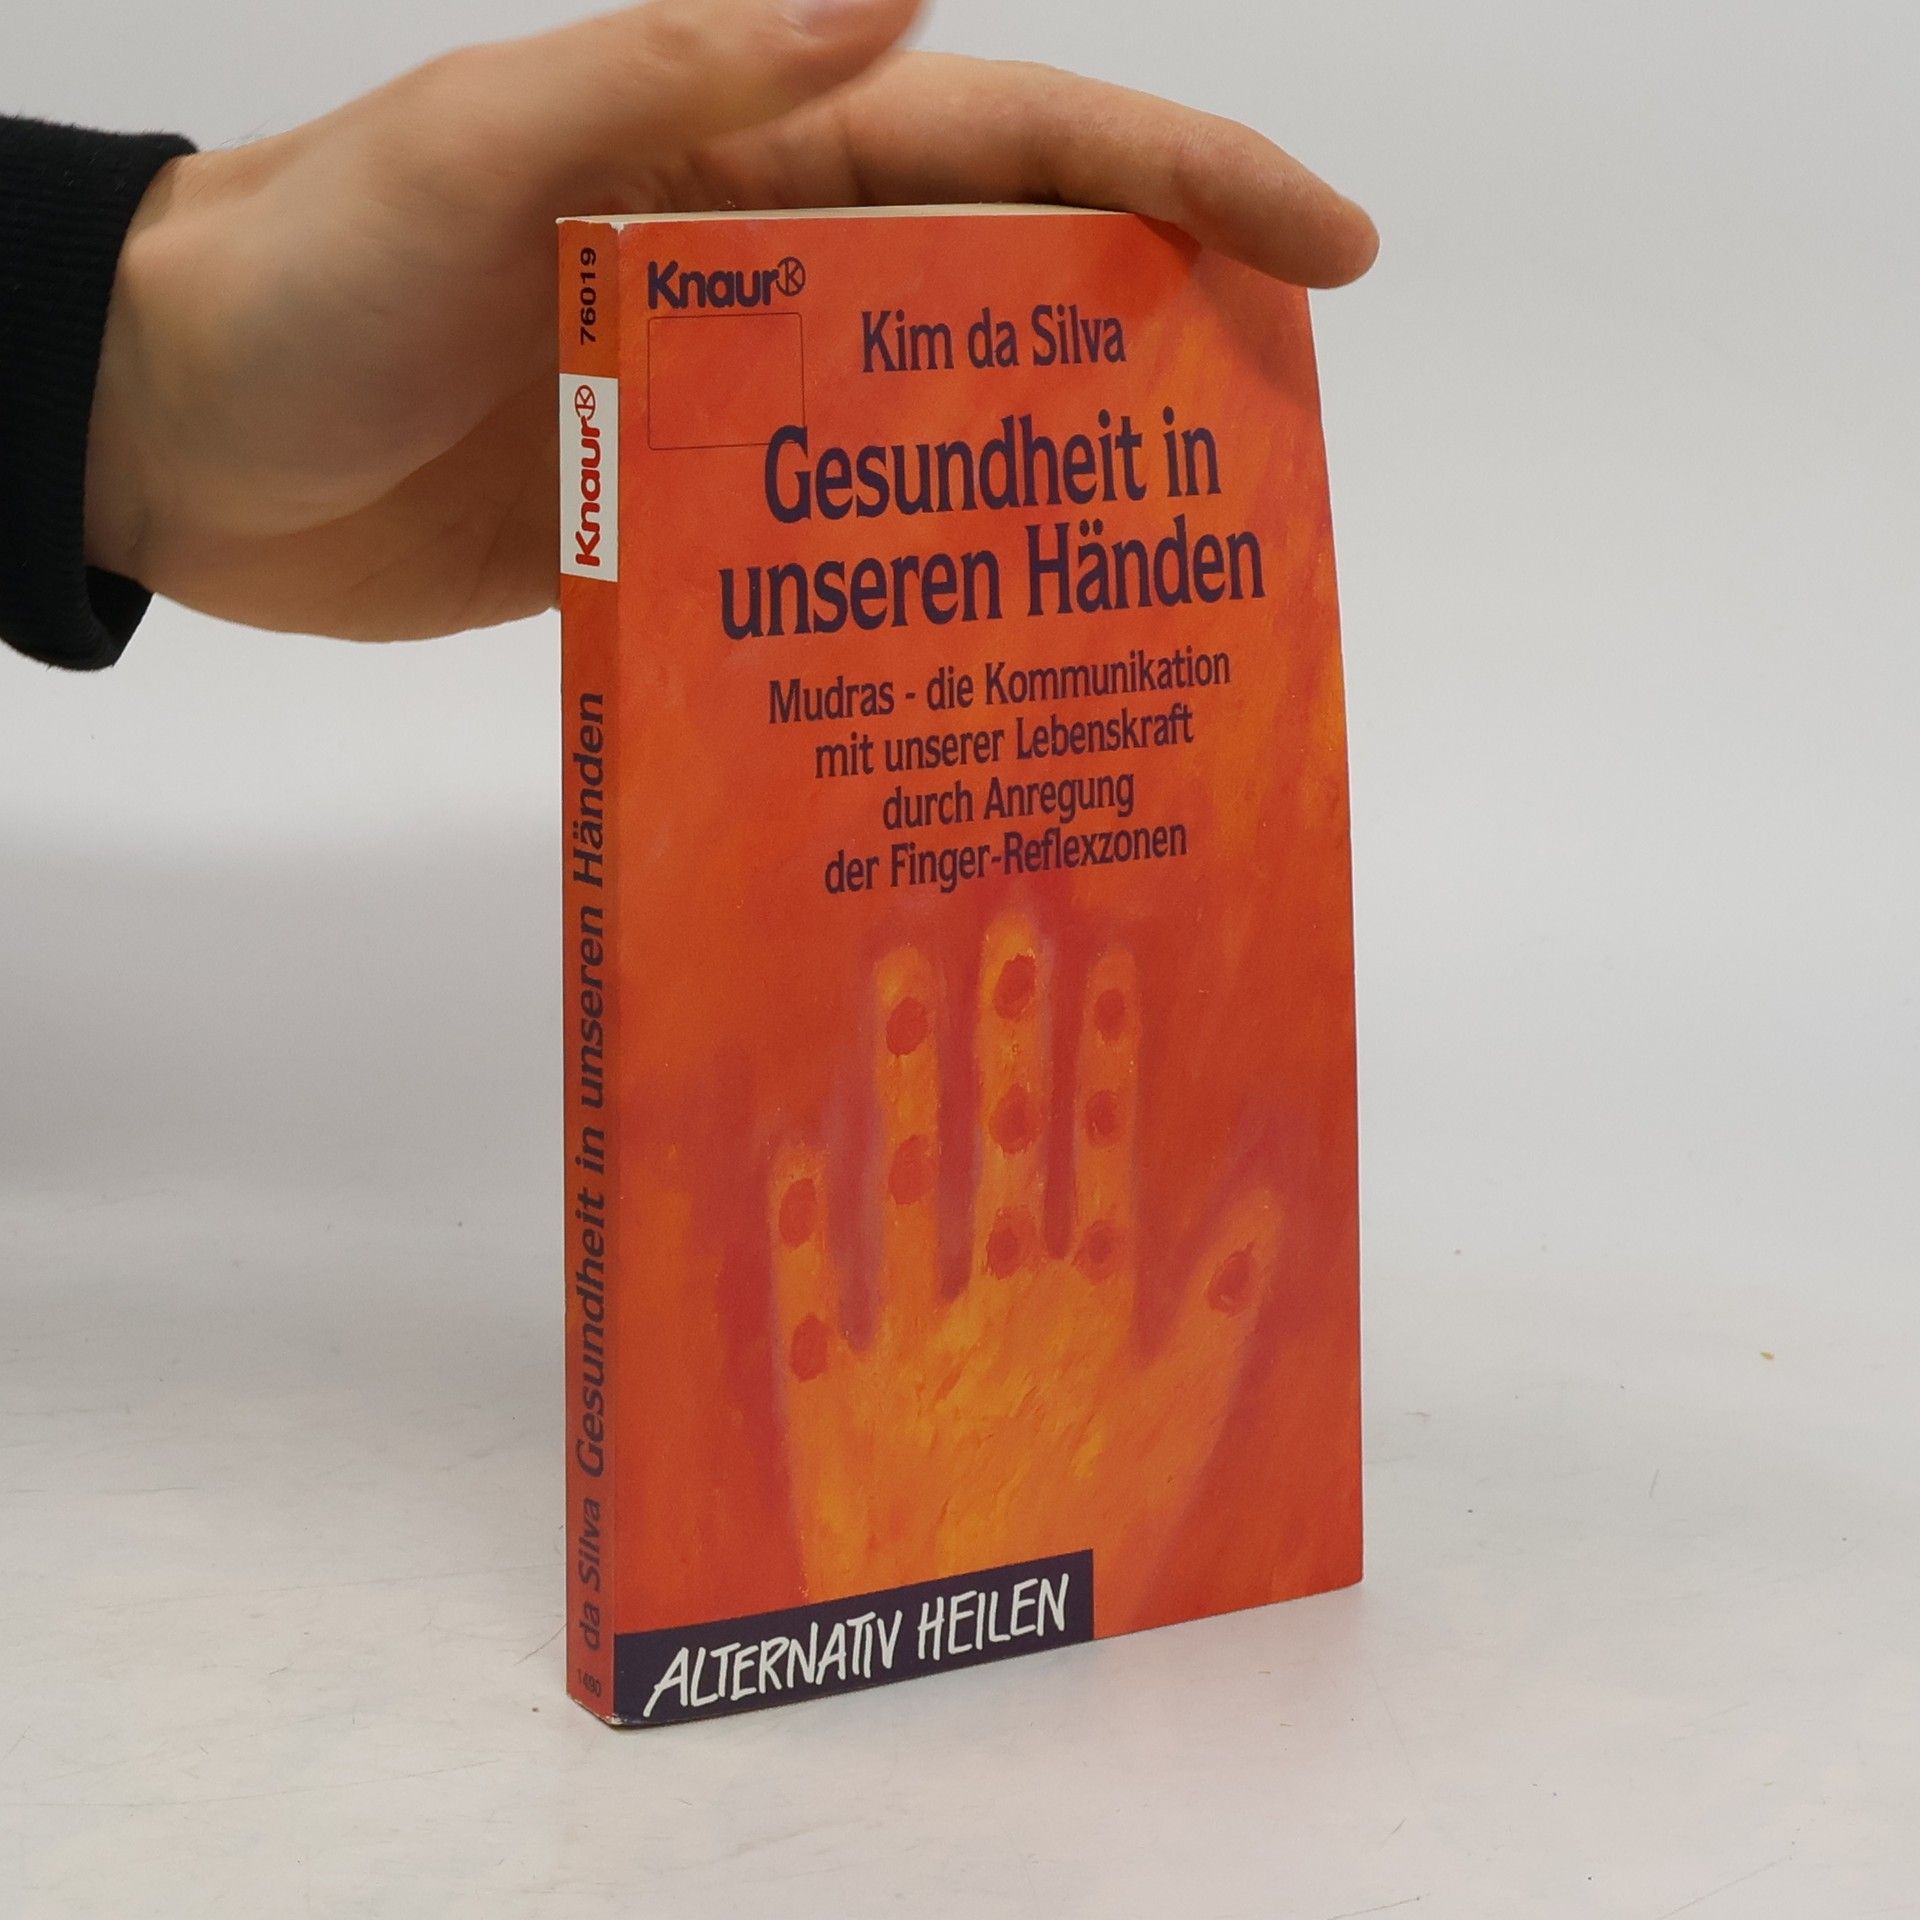 Knaur
Kim da Silva
Gesundheit in
unseren Händen
Mudras - die Kommunikation
mit unserer Lebenskraft
durch Anregung
der Finger-Reflexzonen
ALTERNATIV HEILEN
76019
Knaur
da Silva Gesundheit in unseren Händen
1490